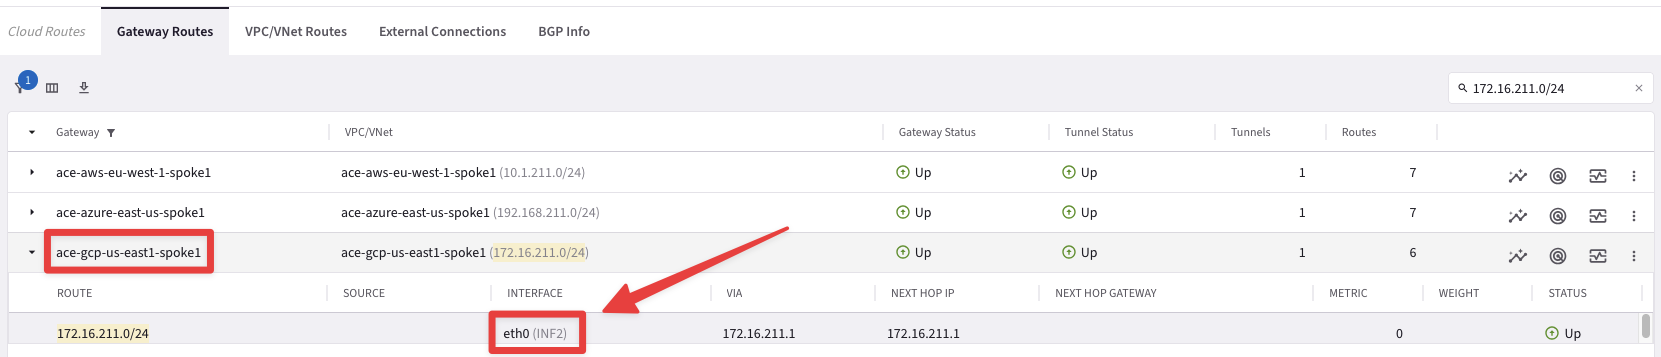 Cloud Routes Gateway Routes VPC/VNet Routes External Connections BGP Info
1 172.16.211.0/24
Gateway VPC/VNet Gateway Status Tunnel Status Tunnels Routes
ace-aws-eu-west-1-spoke1 ace-aws-eu-west-1-spoke1 (10.1.211.0/24) Up Up 1 7
ace-azure-east-us-spoke1 ace-azure-east-us-spoke1 (192.168.211.0/24) Up Up 1 7
ace-gcp-us-east1-spoke1 ace-gcp-us-east1-spoke1 (172.16.211.0/24) Up Up 1 6
ROUTE SOURCE INTERFACE VIA NEXT HOP IP NEXT HOP GATEWAY METRIC WEIGHT STATUS
172.16.211.0/24 eth0 (INF2) 172.16.211.1 172.16.211.1 0 Up